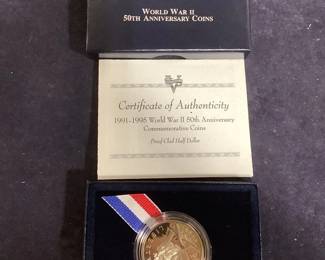 WORLD WAR II
50TH ANNIVERSARY COINS
Certificate of Authenticity
1991-1995 World War II 50th Anniversary
Commemorative Coins
Proof Clad Half Dollar